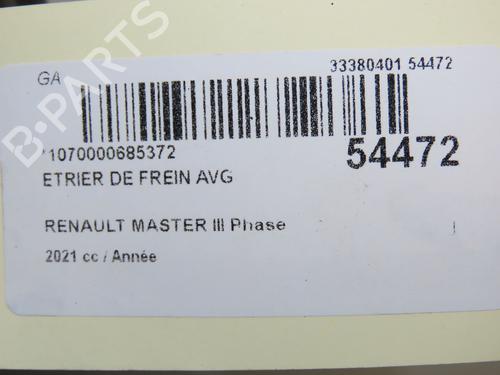 GA
33380401 54472
*1070000685372
54472
ETRIER DE FREIN AVG
RENAULT MASTER III Phase
2021 cc / Année
B-PARTS